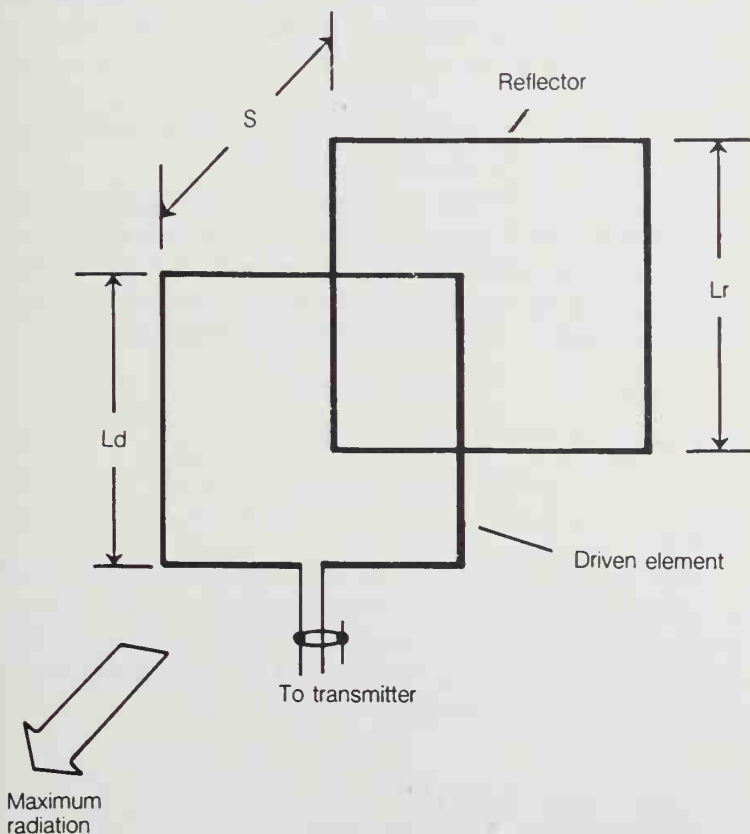 Reflector
S
Lr
Ld
Driven element
To transmitter
Maximum
radiation